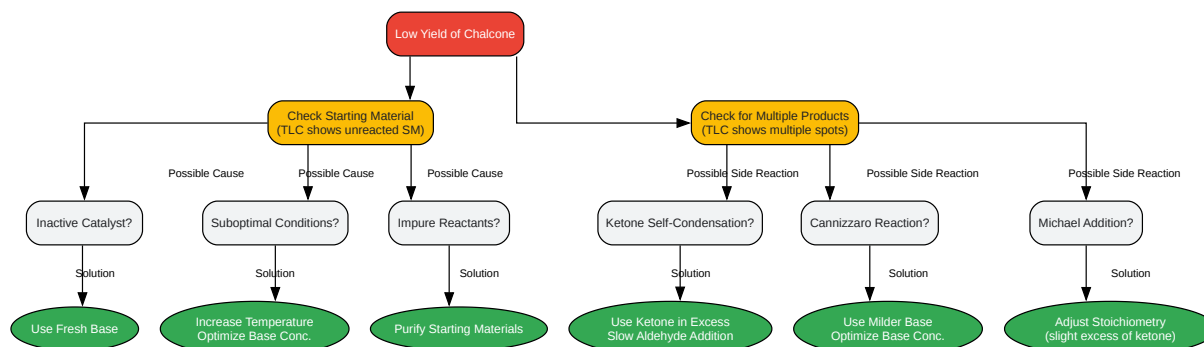 Low Yield of Chalcone
Check Starting Material
(TLC shows unreacted SM)
Check for Multiple Products
(TLC shows multiple spots)
Possible Cause
Possible Cause
Possible Cause
Possible Side Reaction
Possible Side Reaction
Possible Side Reaction
Inactive Catalyst?
Suboptimal Conditions?
Impure Reactants?
Ketone Self-Condensation?
Cannizzaro Reaction?
Michael Addition?
Solution
Solution
Solution
Solution
Solution
Solution
Use Fresh Base
Increase Temperature
Optimize Base Conc.
Purify Starting Materials
Use Ketone in Excess
Slow Aldehyde Addition
Use Milder Base
Optimize Base Conc.
Adjust Stoichiometry
(slight excess of ketone)